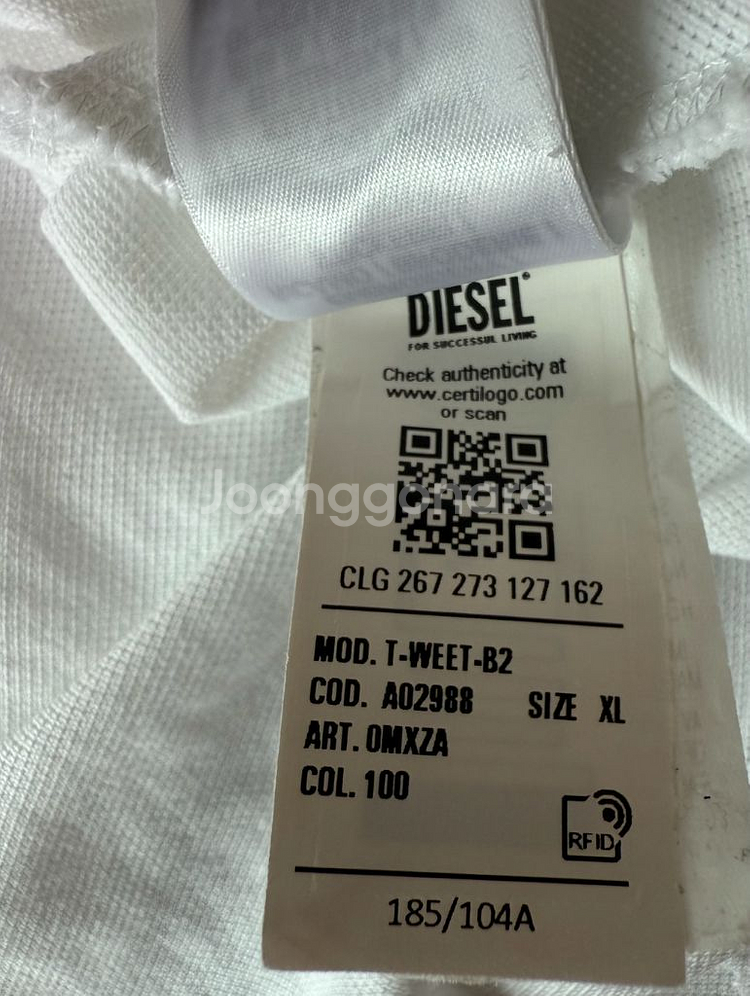 DIESEL
FOR SUCCESSUL LIVING
Check authenticity at
www.certilogo.com
or scan
joonggonara
CLG 267 273 127 162
MOD. T-WEET-B2
COD. A02988 SIZE XL
ART. 0MXZA
COL. 100
RFID
185/104A